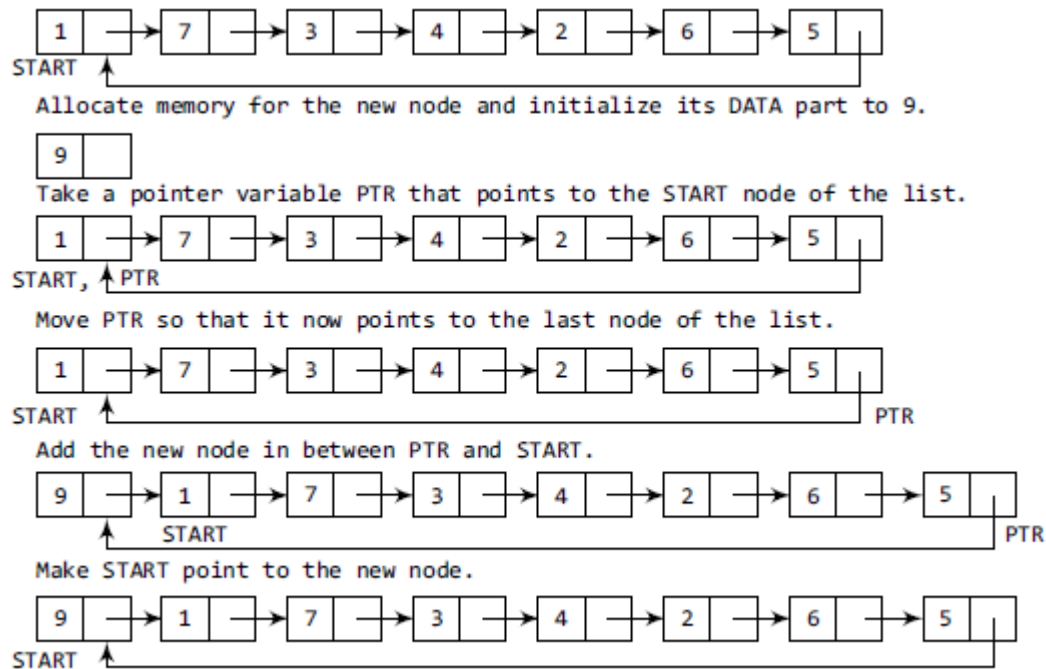 1 7 3 4 2 6 5
START
Allocate memory for the new node and initialize its DATA part to 9.
9
Take a pointer variable PTR that points to the START node of the list.
1 7 3 4 2 6 5
START, PTR
Move PTR so that it now points to the last node of the list.
1 7 3 4 2 6 5
START PTR
Add the new node in between PTR and START.
9 1 7 3 4 2 6 5
START PTR
Make START point to the new node.
9 1 7 3 4 2 6 5
START